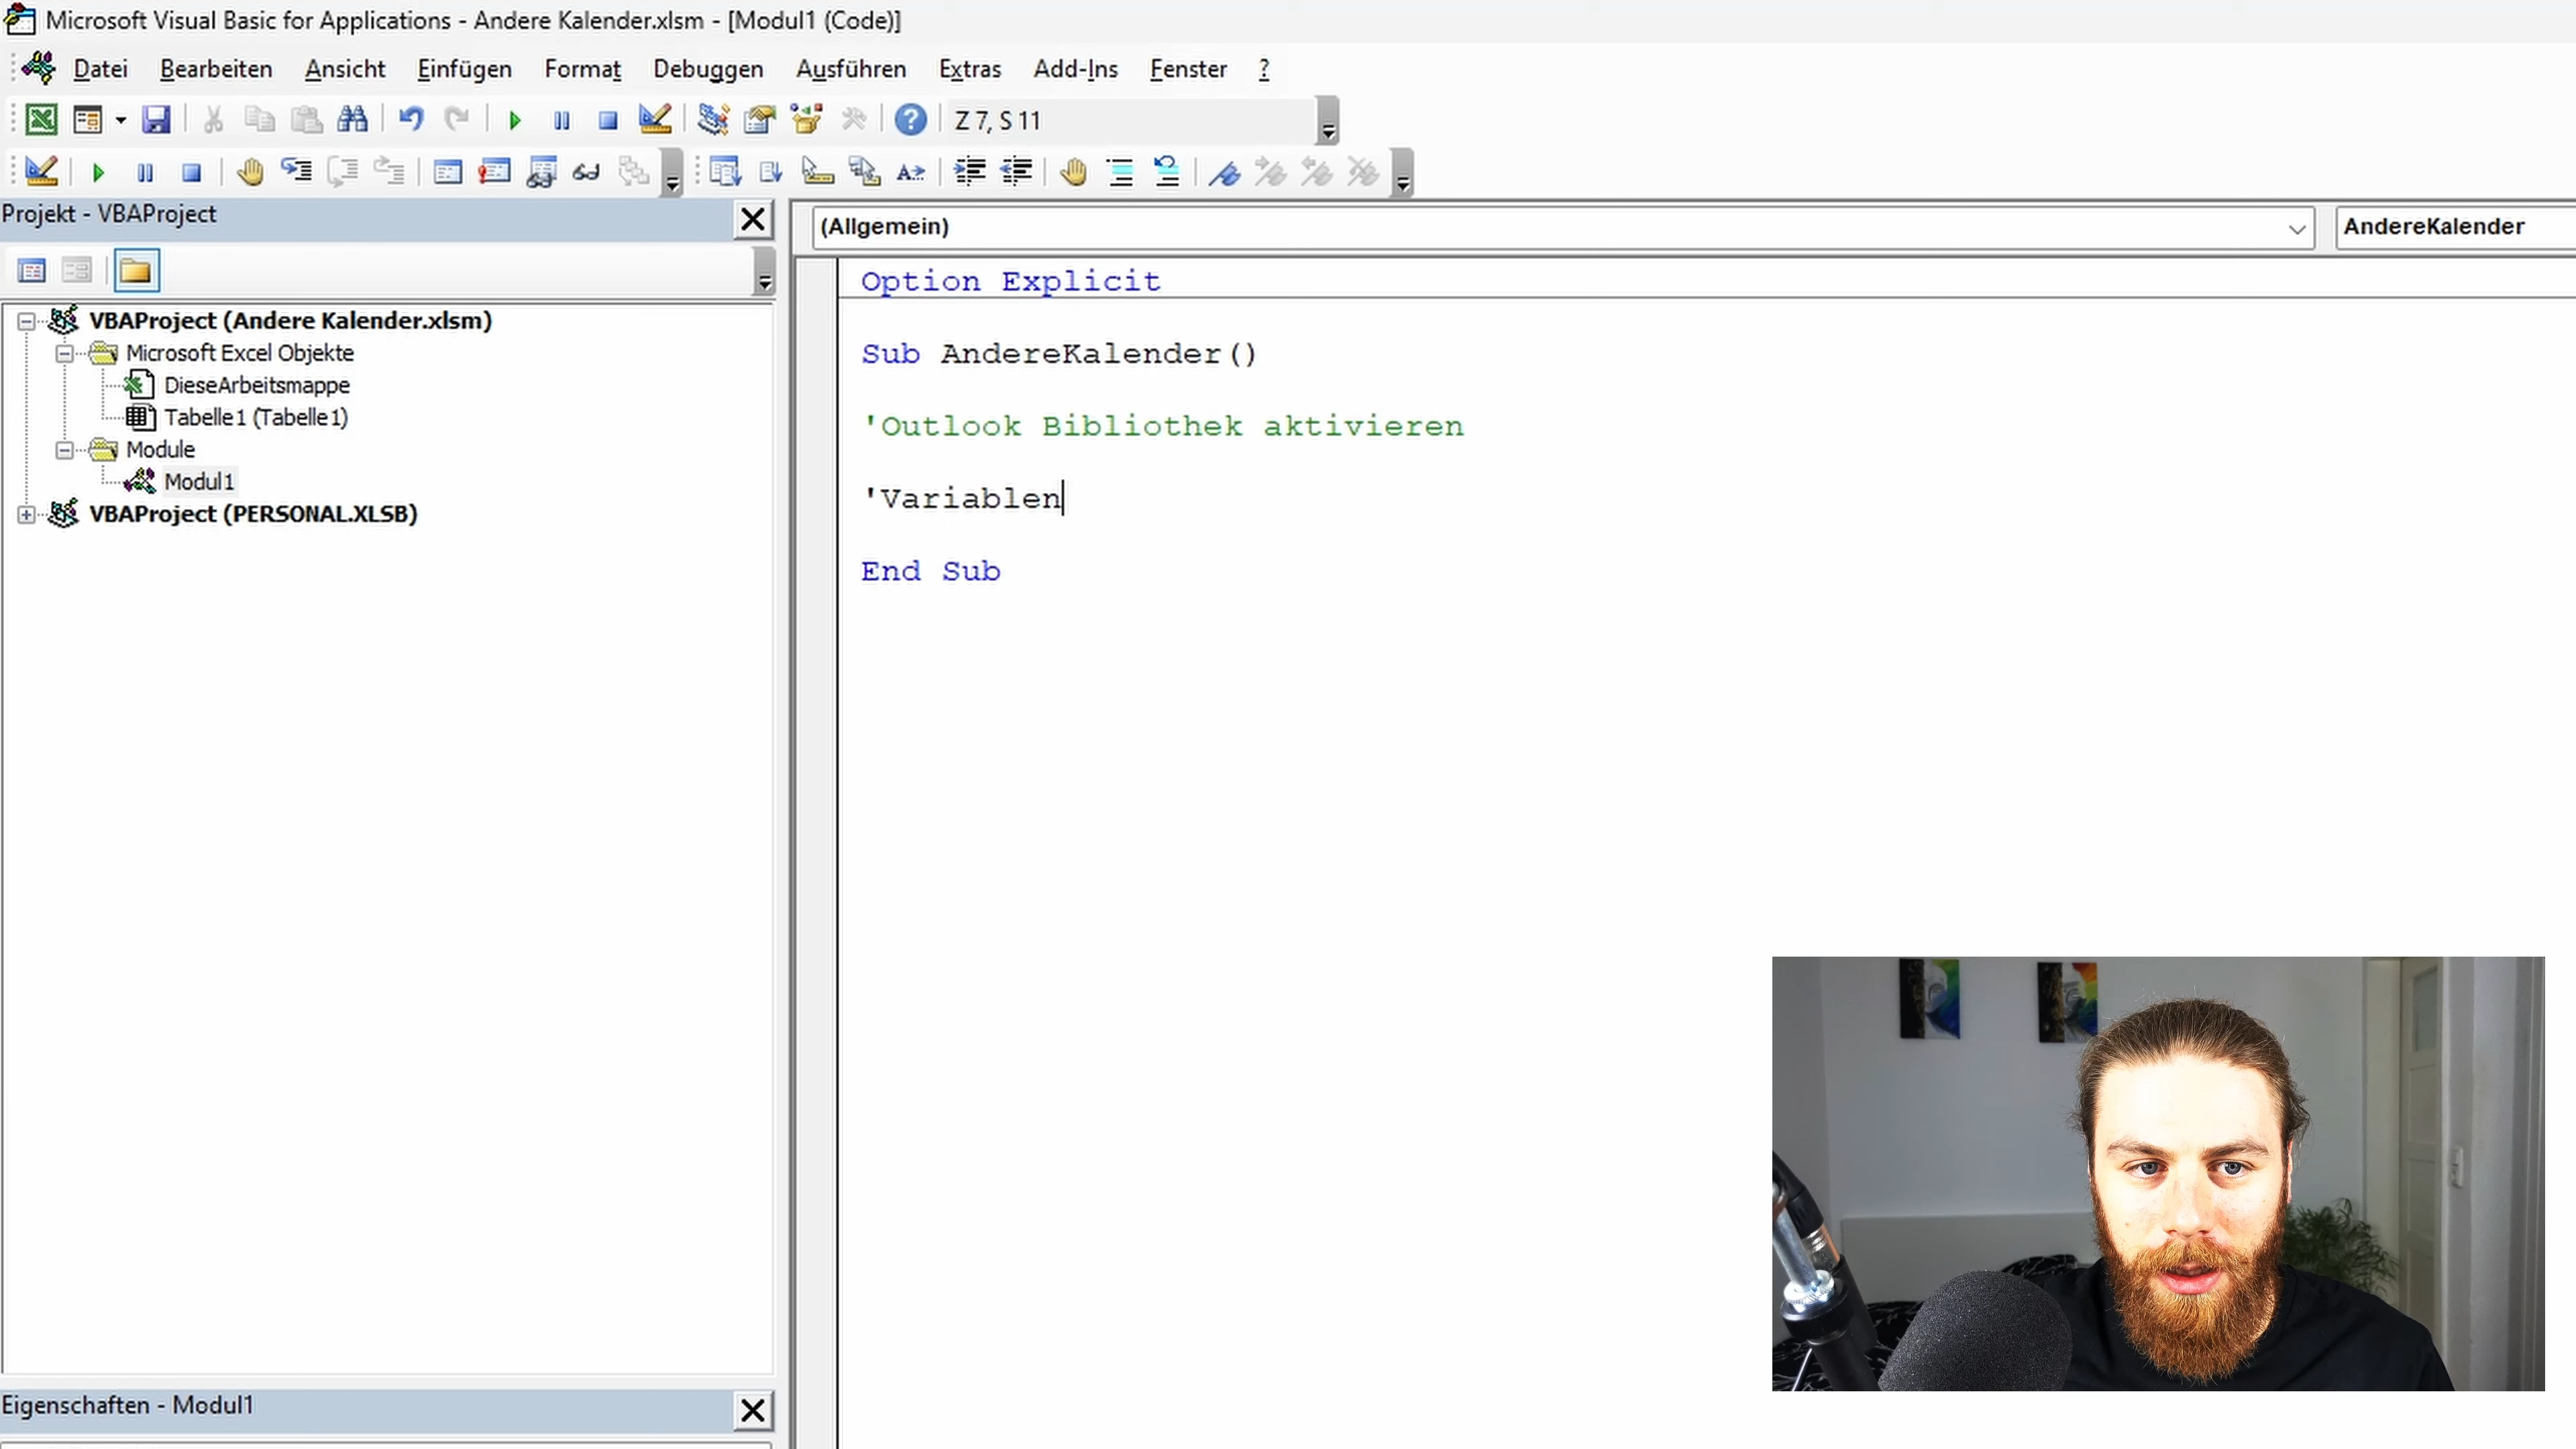 Microsoft Visual Basic for Applications - Andere Kalender.xlsm - [Modul1 (Code)]
Datei Bearbeiten Ansicht Einfügen Format Debuggen Ausführen Extras Add-Ins Fenster ?
Z 7, S 11
Projekt - VBAProject
(Allgemein)
AndereKalender
VBAProject (Andere Kalender.xlsm)
Microsoft Excel Objekte
DieseArbeitsmappe
Tabelle1 (Tabelle1)
Module
Modul1
VBAProject (PERSONAL.XLSB)
Option Explicit
Sub AndereKalender()
'Outlook Bibliothek aktivieren
'Variablen
End Sub
Eigenschaften - Modul1